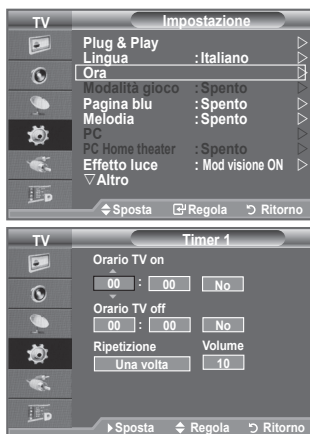 TV Impostazione
Plug & Play
Lingua : Italiano
Ora
Modalità gioco : Spento
Pagina blu : Spento
Melodia : Spento
PC
PC Home theater : Spento
Effetto luce : Mod visione ON
▽Altro
Sposta Regola Ritorno
TV Timer 1
Orario TV on
00 : 00 No
Orario TV off
00 : 00 No
Ripetizione Volume
Una volta 10
Sposta Regola Ritorno